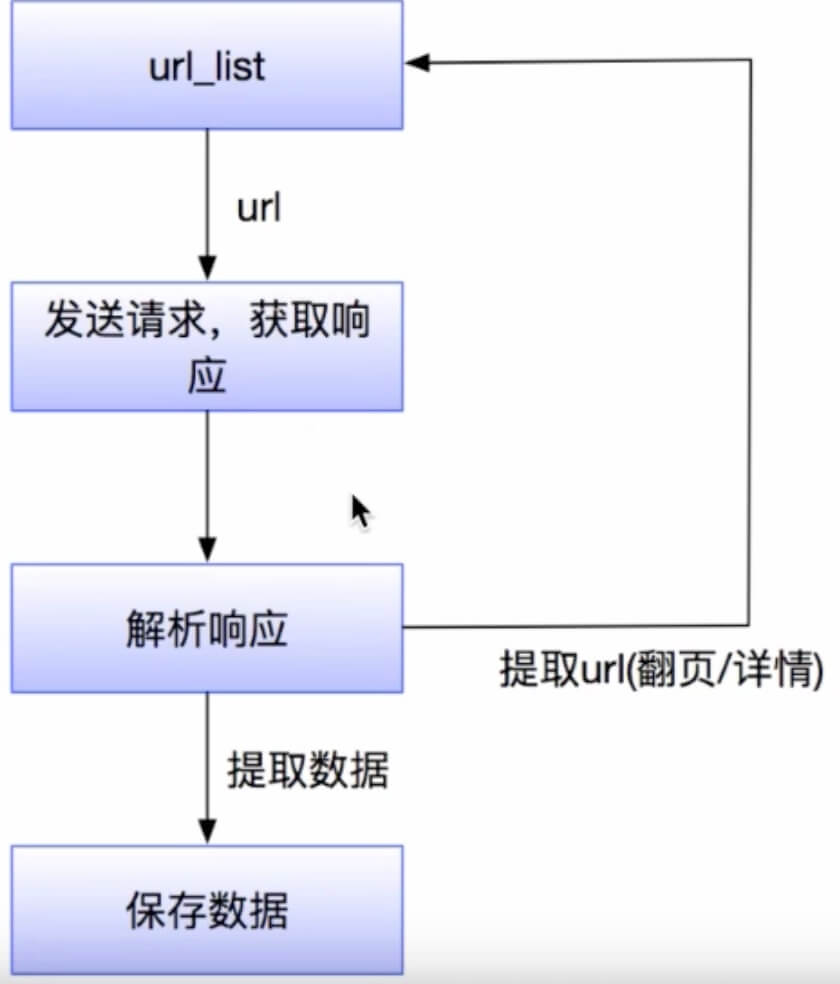 url_list
url
发送请求，获取响
应
解析响应
提取url(翻页/详情)
提取数据
保存数据